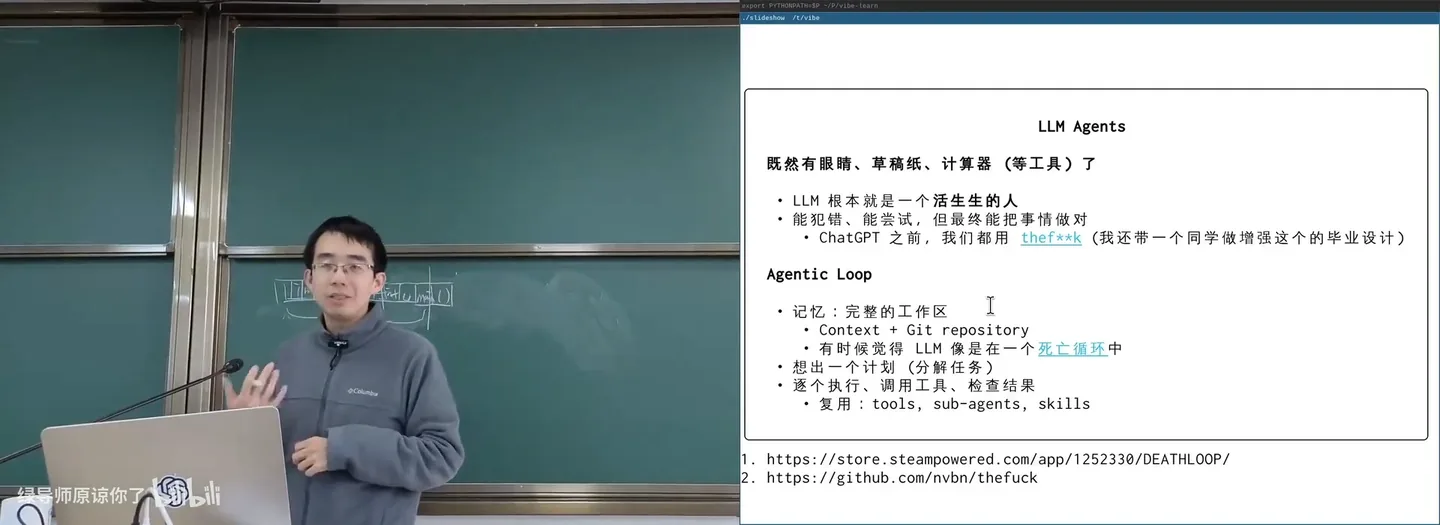 export PYTHONPATH=$P ~/P/vibe-learn
./slideshow /t/vibe
LLM Agents
既然有眼睛、草稿纸、计算器 (等工具) 了
• LLM 根本就是一个活生生的人
• 能犯错、能尝试，但最终能把事情做对
• ChatGPT 之前，我们都用 thef**k (我还带一个同学做增强这个的毕业设计)
Agentic Loop
• 记忆：完整的工作区
• Context + Git repository
• 有时候觉得 LLM 像是在一个死亡循环中
• 想出一个计划 (分解任务)
• 逐个执行、调用工具、检查结果
• 复用：tools, sub-agents, skills
1. https://store.steampowered.com/app/1252330/DEATHLOOP/
2. https://github.com/nvbn/thefuck
Columbia
绿导师原谅你了 bilibili